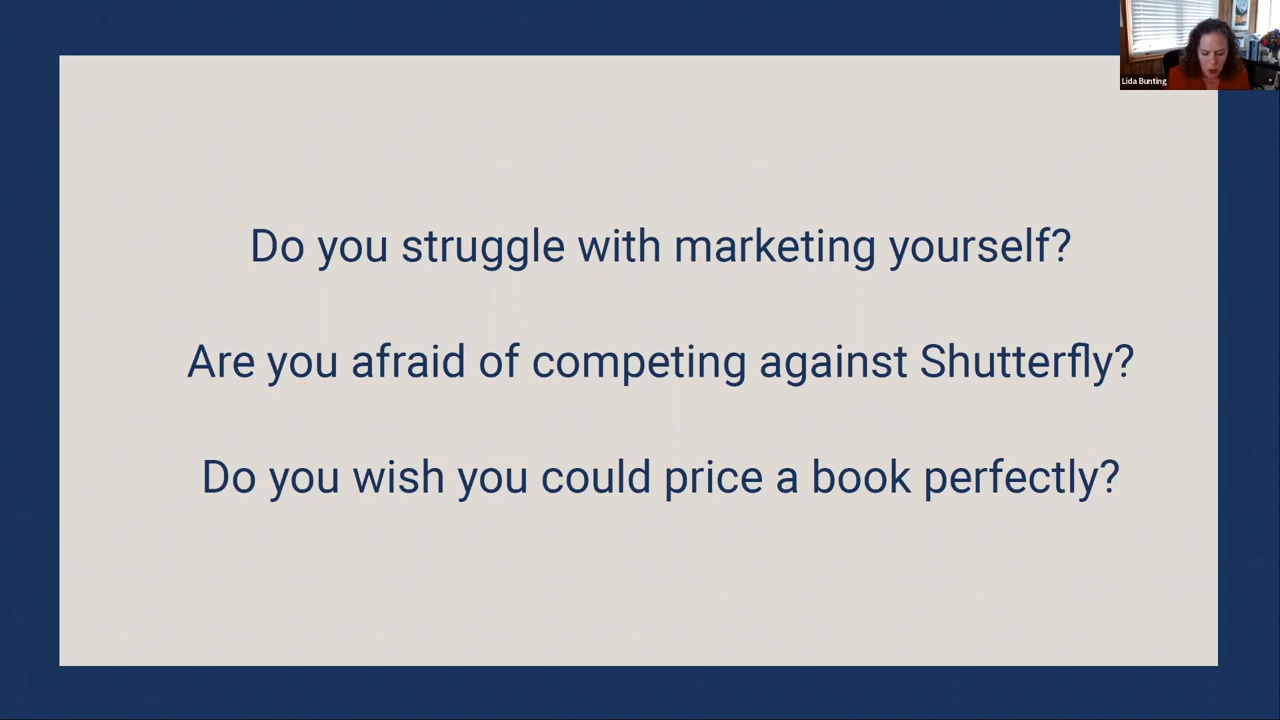 Lida Bunting
Do you struggle with marketing yourself?
Are you afraid of competing against Shutterfly?
Do you wish you could price a book perfectly?